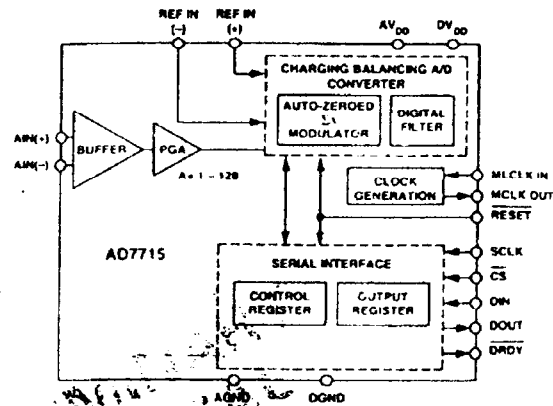 REF IN
(−)
REF IN
(+)
AVDD
DVDD
CHARGING BALANCING A/D
CONVERTER
AUTO-ZEROED
ΣΔ
MODULATOR
DIGITAL
FILTER
AIN(+)
AIN(−)
BUFFER
PGA
A = 1 – 128
CLOCK
GENERATION
MLCLK IN
MCLK OUT
RESET
AD7715
SERIAL INTERFACE
CONTROL
REGISTER
OUTPUT
REGISTER
SCLK
CS
DIN
DOUT
DRDY
AGND
DGND